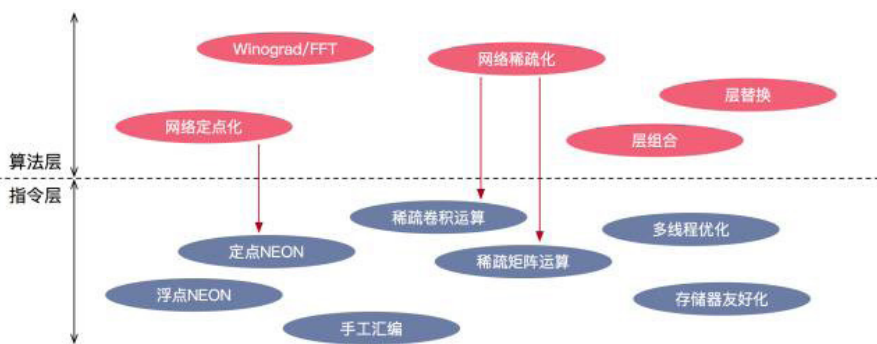 Winograd/FFT
网络稀疏化
层替换
网络定点化
层组合
算法层
指令层
稀疏卷积运算
多线程优化
定点NEON
稀疏矩阵运算
浮点NEON
存储器友好化
手工汇编